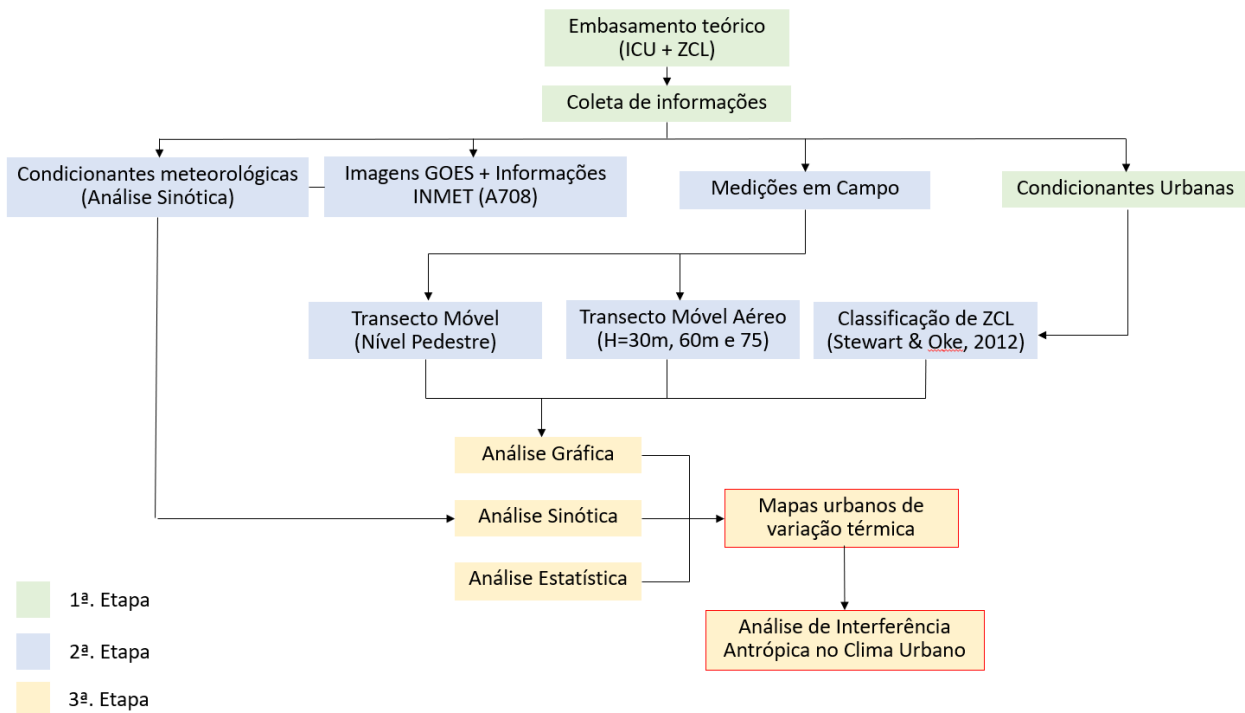 Embasamento teórico
(ICU + ZCL)
Coleta de informações
Condicionantes meteorológicas
(Análise Sinótica)
Imagens GOES + Informações
INMET (A708)
Medições em Campo
Condicionantes Urbanas
Transecto Móvel
(Nível Pedestre)
Transecto Móvel Aéreo
(H=30m, 60m e 75)
Classificação de ZCL
(Stewart & Oke, 2012)
Análise Gráfica
Análise Sinótica
Análise Estatística
Mapas urbanos de
variação térmica
Análise de Interferência
Antrópica no Clima Urbano
1ª. Etapa
2ª. Etapa
3ª. Etapa